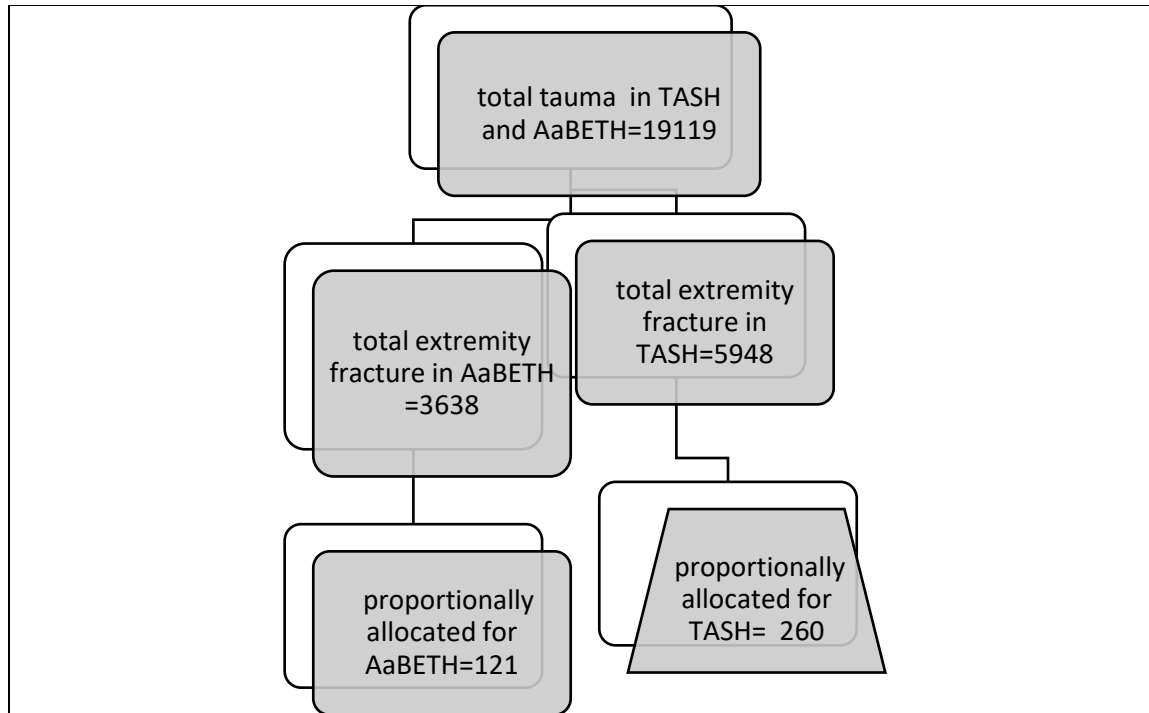 total tauma  in TASH
and AaBETH=19119
total extremity
fracture in AaBETH
=3638
total extremity
fracture in
TASH=5948
proportionally
allocated for
AaBETH=121
proportionally
allocated for
TASH=  260